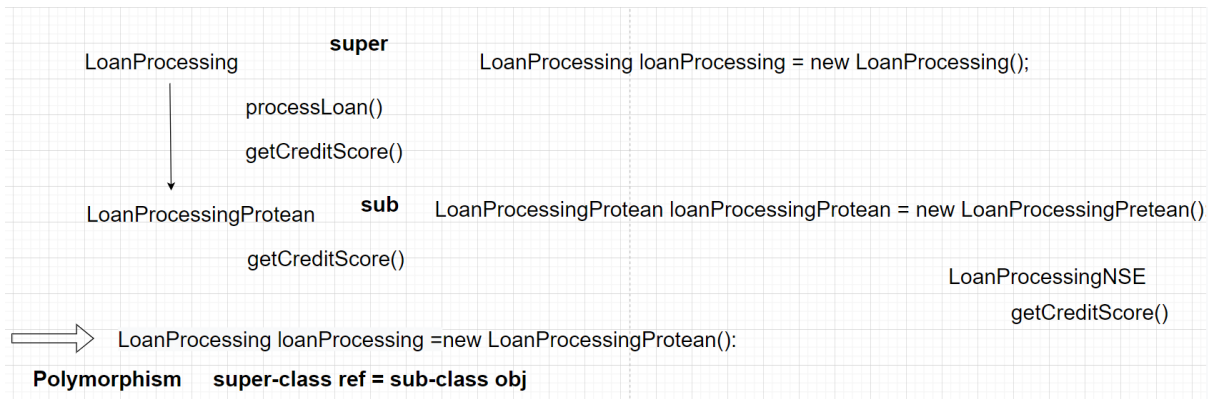 super
LoanProcessing
LoanProcessing loanProcessing = new LoanProcessing();
processLoan()
getCreditScore()
sub
LoanProcessingProtean
LoanProcessingProtean loanProcessingProtean = new LoanProcessingPretean()
getCreditScore()
LoanProcessingNSE
getCreditScore()
LoanProcessing loanProcessing =new LoanProcessingProtean():
Polymorphism super-class ref = sub-class obj